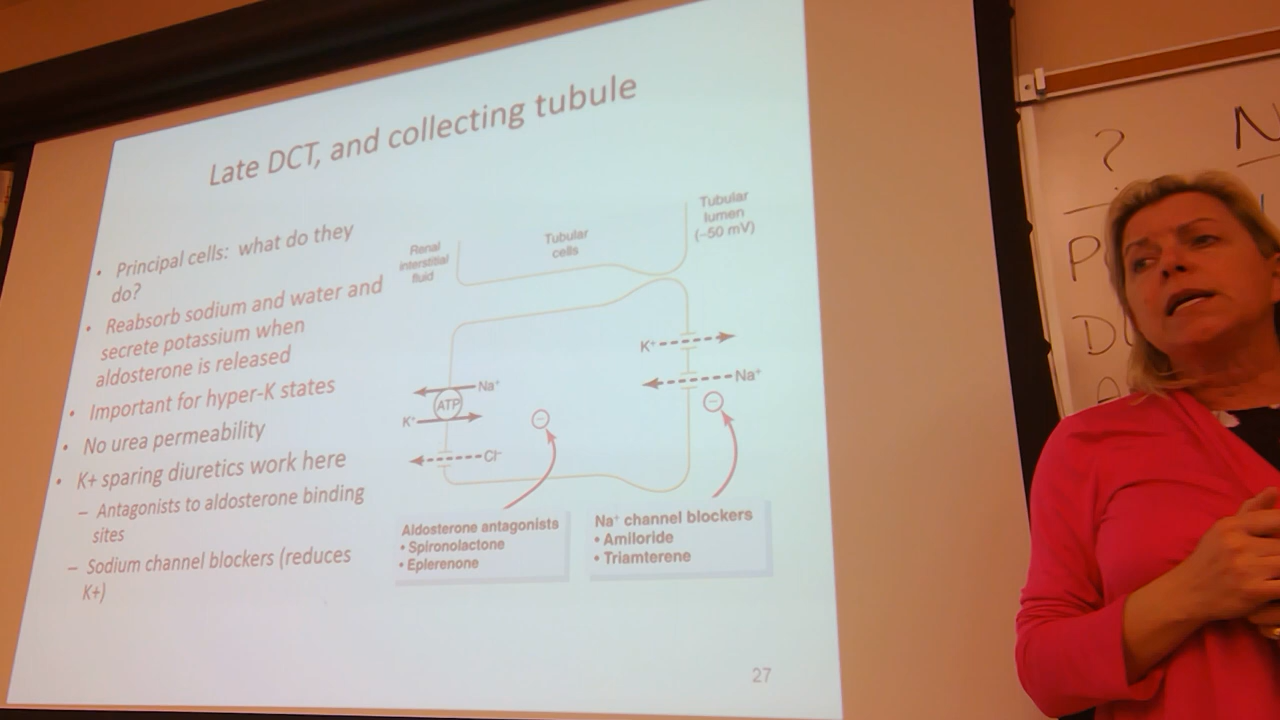 Late DCT, and collecting tubule
• Principal cells: what do they
do?
• Reabsorb sodium and water and
secrete potassium when
aldosterone is released
• Important for hyper-K states
• No urea permeability
• K+ sparing diuretics work here
– Antagonists to aldosterone binding
sites
– Sodium channel blockers (reduces
K+)
Renal
interstitial
fluid
Tubular
cells
Tubular
lumen
(–50 mV)
K+
Na+
Na+
ATP
K+
Cl-
Aldosterone antagonists
• Spironolactone
• Eplerenone
Na+ channel blockers
• Amiloride
• Triamterene
27
?
N
P